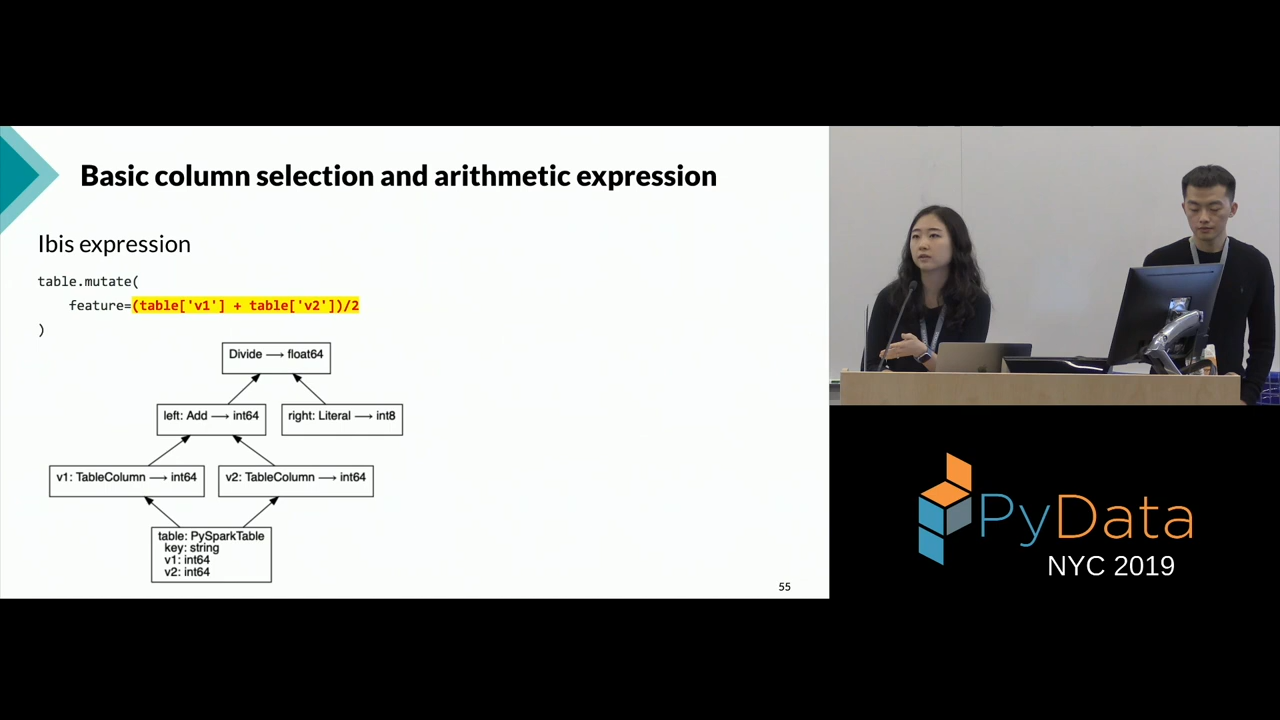 Basic column selection and arithmetic expression
Ibis expression
table.mutate(
feature=(table['v1'] + table['v2'])/2
)
Divide → float64
left: Add → int64
right: Literal → int8
v1: TableColumn → int64
v2: TableColumn → int64
table: PySparkTable
key: string
v1: int64
v2: int64
55
PyData
NYC 2019